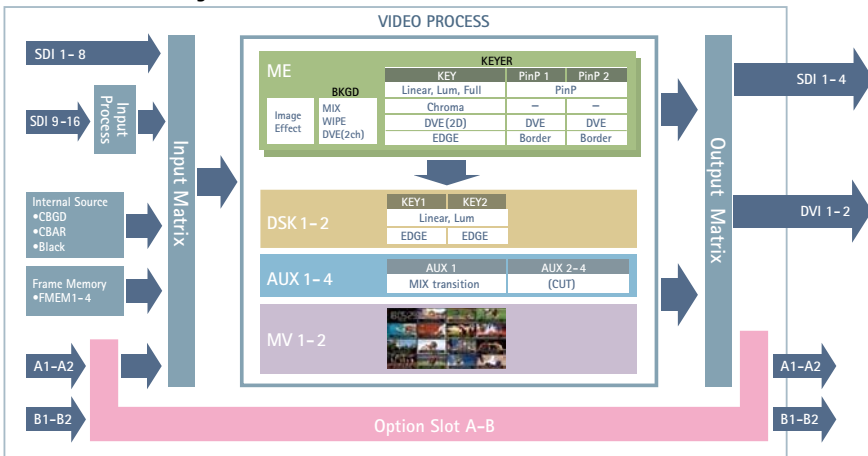 VIDEO PROCESS
SDI 1-8
SDI 9-16
Input Process
Internal Source
•CBGD
•CBAR
•Black
Frame Memory
•FMEM1-4
A1-A2
B1-B2
Input Matrix
ME
Image Effect
BKGD
MIX
WIPE
DVE(2ch)
KEYER
KEY PinP 1 PinP 2
Linear, Lum, Full PinP
Chroma – –
DVE(2D) DVE DVE
EDGE Border Border
DSK 1-2
KEY1 KEY2
Linear, Lum
EDGE EDGE
AUX 1-4
AUX 1 AUX 2-4
MIX transition (CUT)
MV 1-2
Output Matrix
SDI 1-4
DVI 1-2
A1-A2
B1-B2
Option Slot A-B